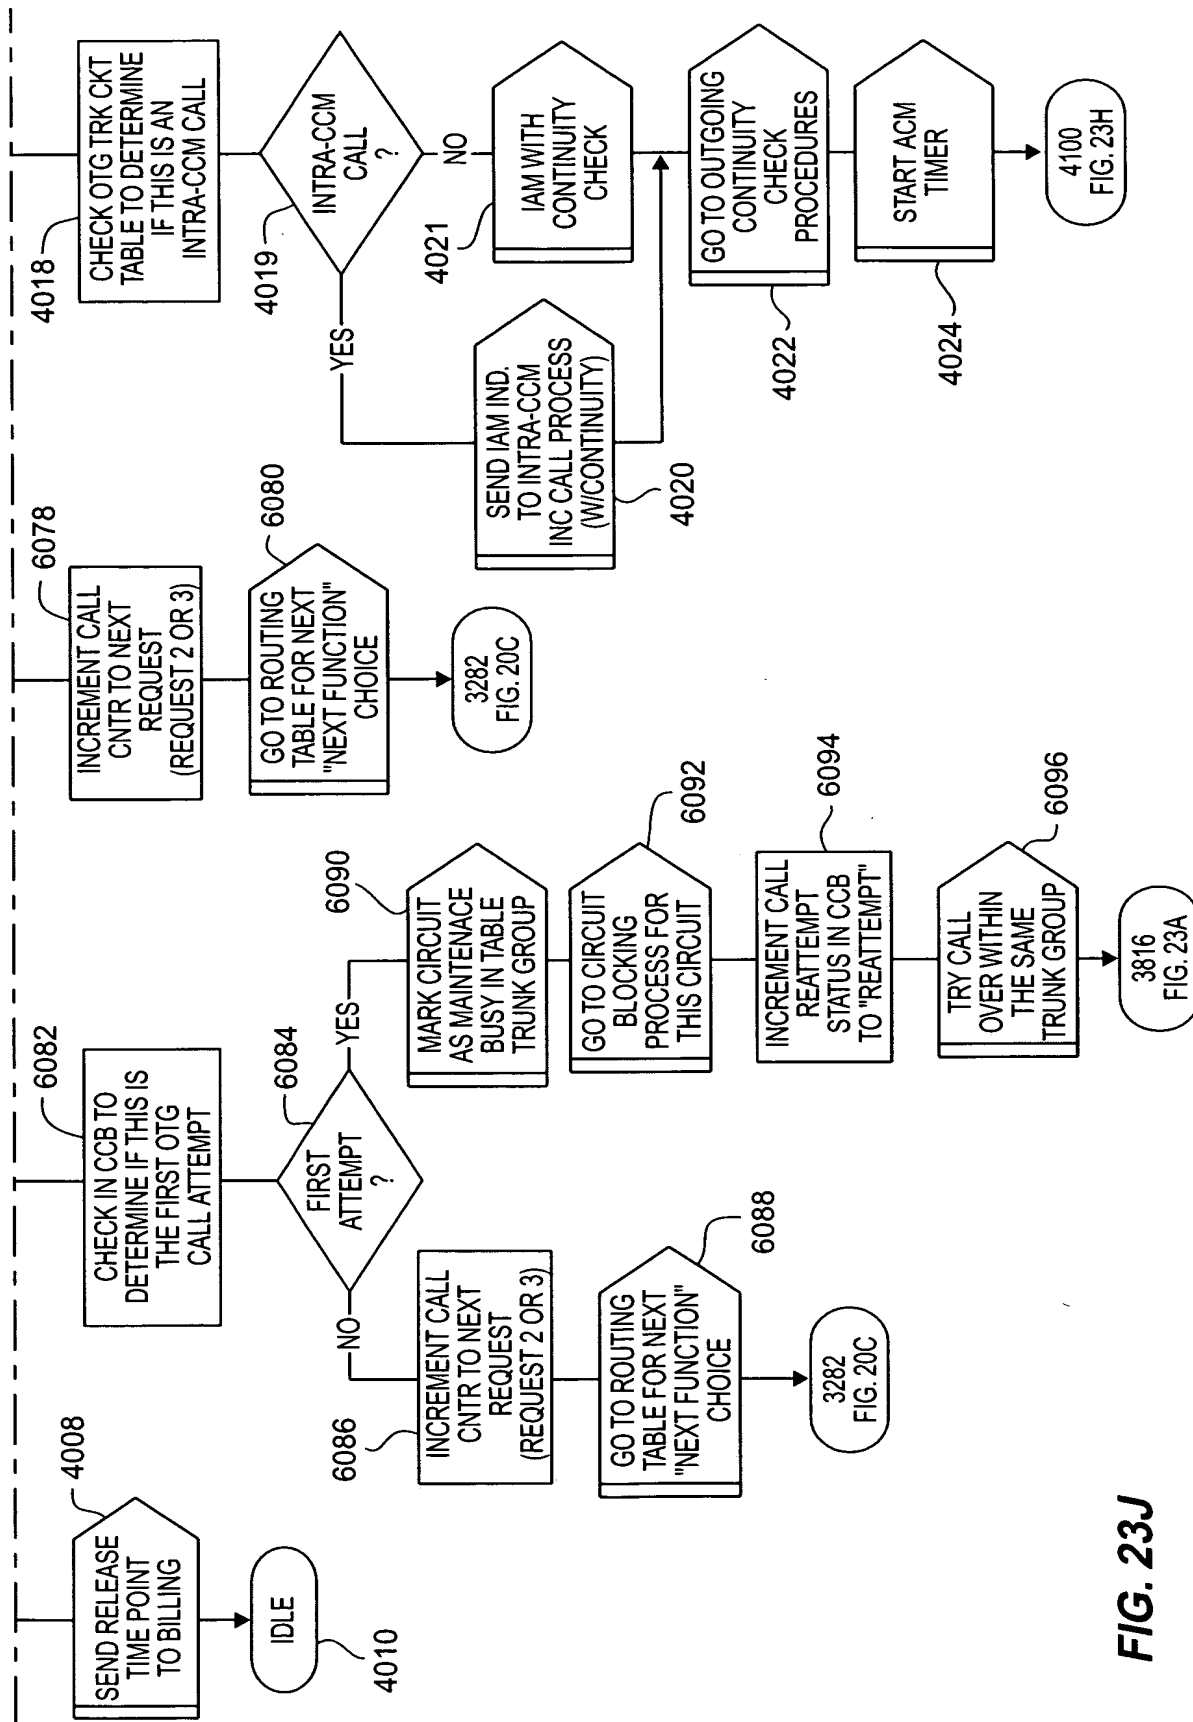 4008
SEND RELEASE
TIME POINT
TO BILLING
IDLE
4010
6082
CHECK IN CCB TO
DETERMINE IF THIS IS
THE FIRST OTG
CALL ATTEMPT
6084
FIRST
ATTEMPT
?
NO
YES
6086
INCREMENT CALL
CNTR TO NEXT
REQUEST
(REQUEST 2 OR 3)
6088
GO TO ROUTING
TABLE FOR NEXT
"NEXT FUNCTION"
CHOICE
3282
FIG. 20C
6090
MARK CIRCUIT
AS MAINTENACE
BUSY IN TABLE
TRUNK GROUP
6092
GO TO CIRCUIT
BLOCKING
PROCESS FOR
THIS CIRCUIT
6094
INCREMENT CALL
REATTEMPT
STATUS IN CCB
TO "REATTEMPT"
6096
TRY CALL
OVER WITHIN
THE SAME
TRUNK GROUP
3816
FIG. 23A
6078
INCREMENT CALL
CNTR TO NEXT
REQUEST
(REQUEST 2 OR 3)
6080
GO TO ROUTING
TABLE FOR NEXT
"NEXT FUNCTION"
CHOICE
3282
FIG. 20C
4018
CHECK OTG TRK CKT
TABLE TO DETERMINE
IF THIS IS AN
INTRA-CCM CALL
4019
INTRA-CCM
CALL
?
YES
NO
SEND IAM IND.
TO INTRA-CCM
INC CALL PROCESS
(W/CONTINUITY)
4020
4021
IAM WITH
CONTINUITY
CHECK
GO TO OUTGOING
CONTINUITY
CHECK
PROCEDURES
4022
START ACM
TIMER
4024
4100
FIG. 23H
FIG. 23J